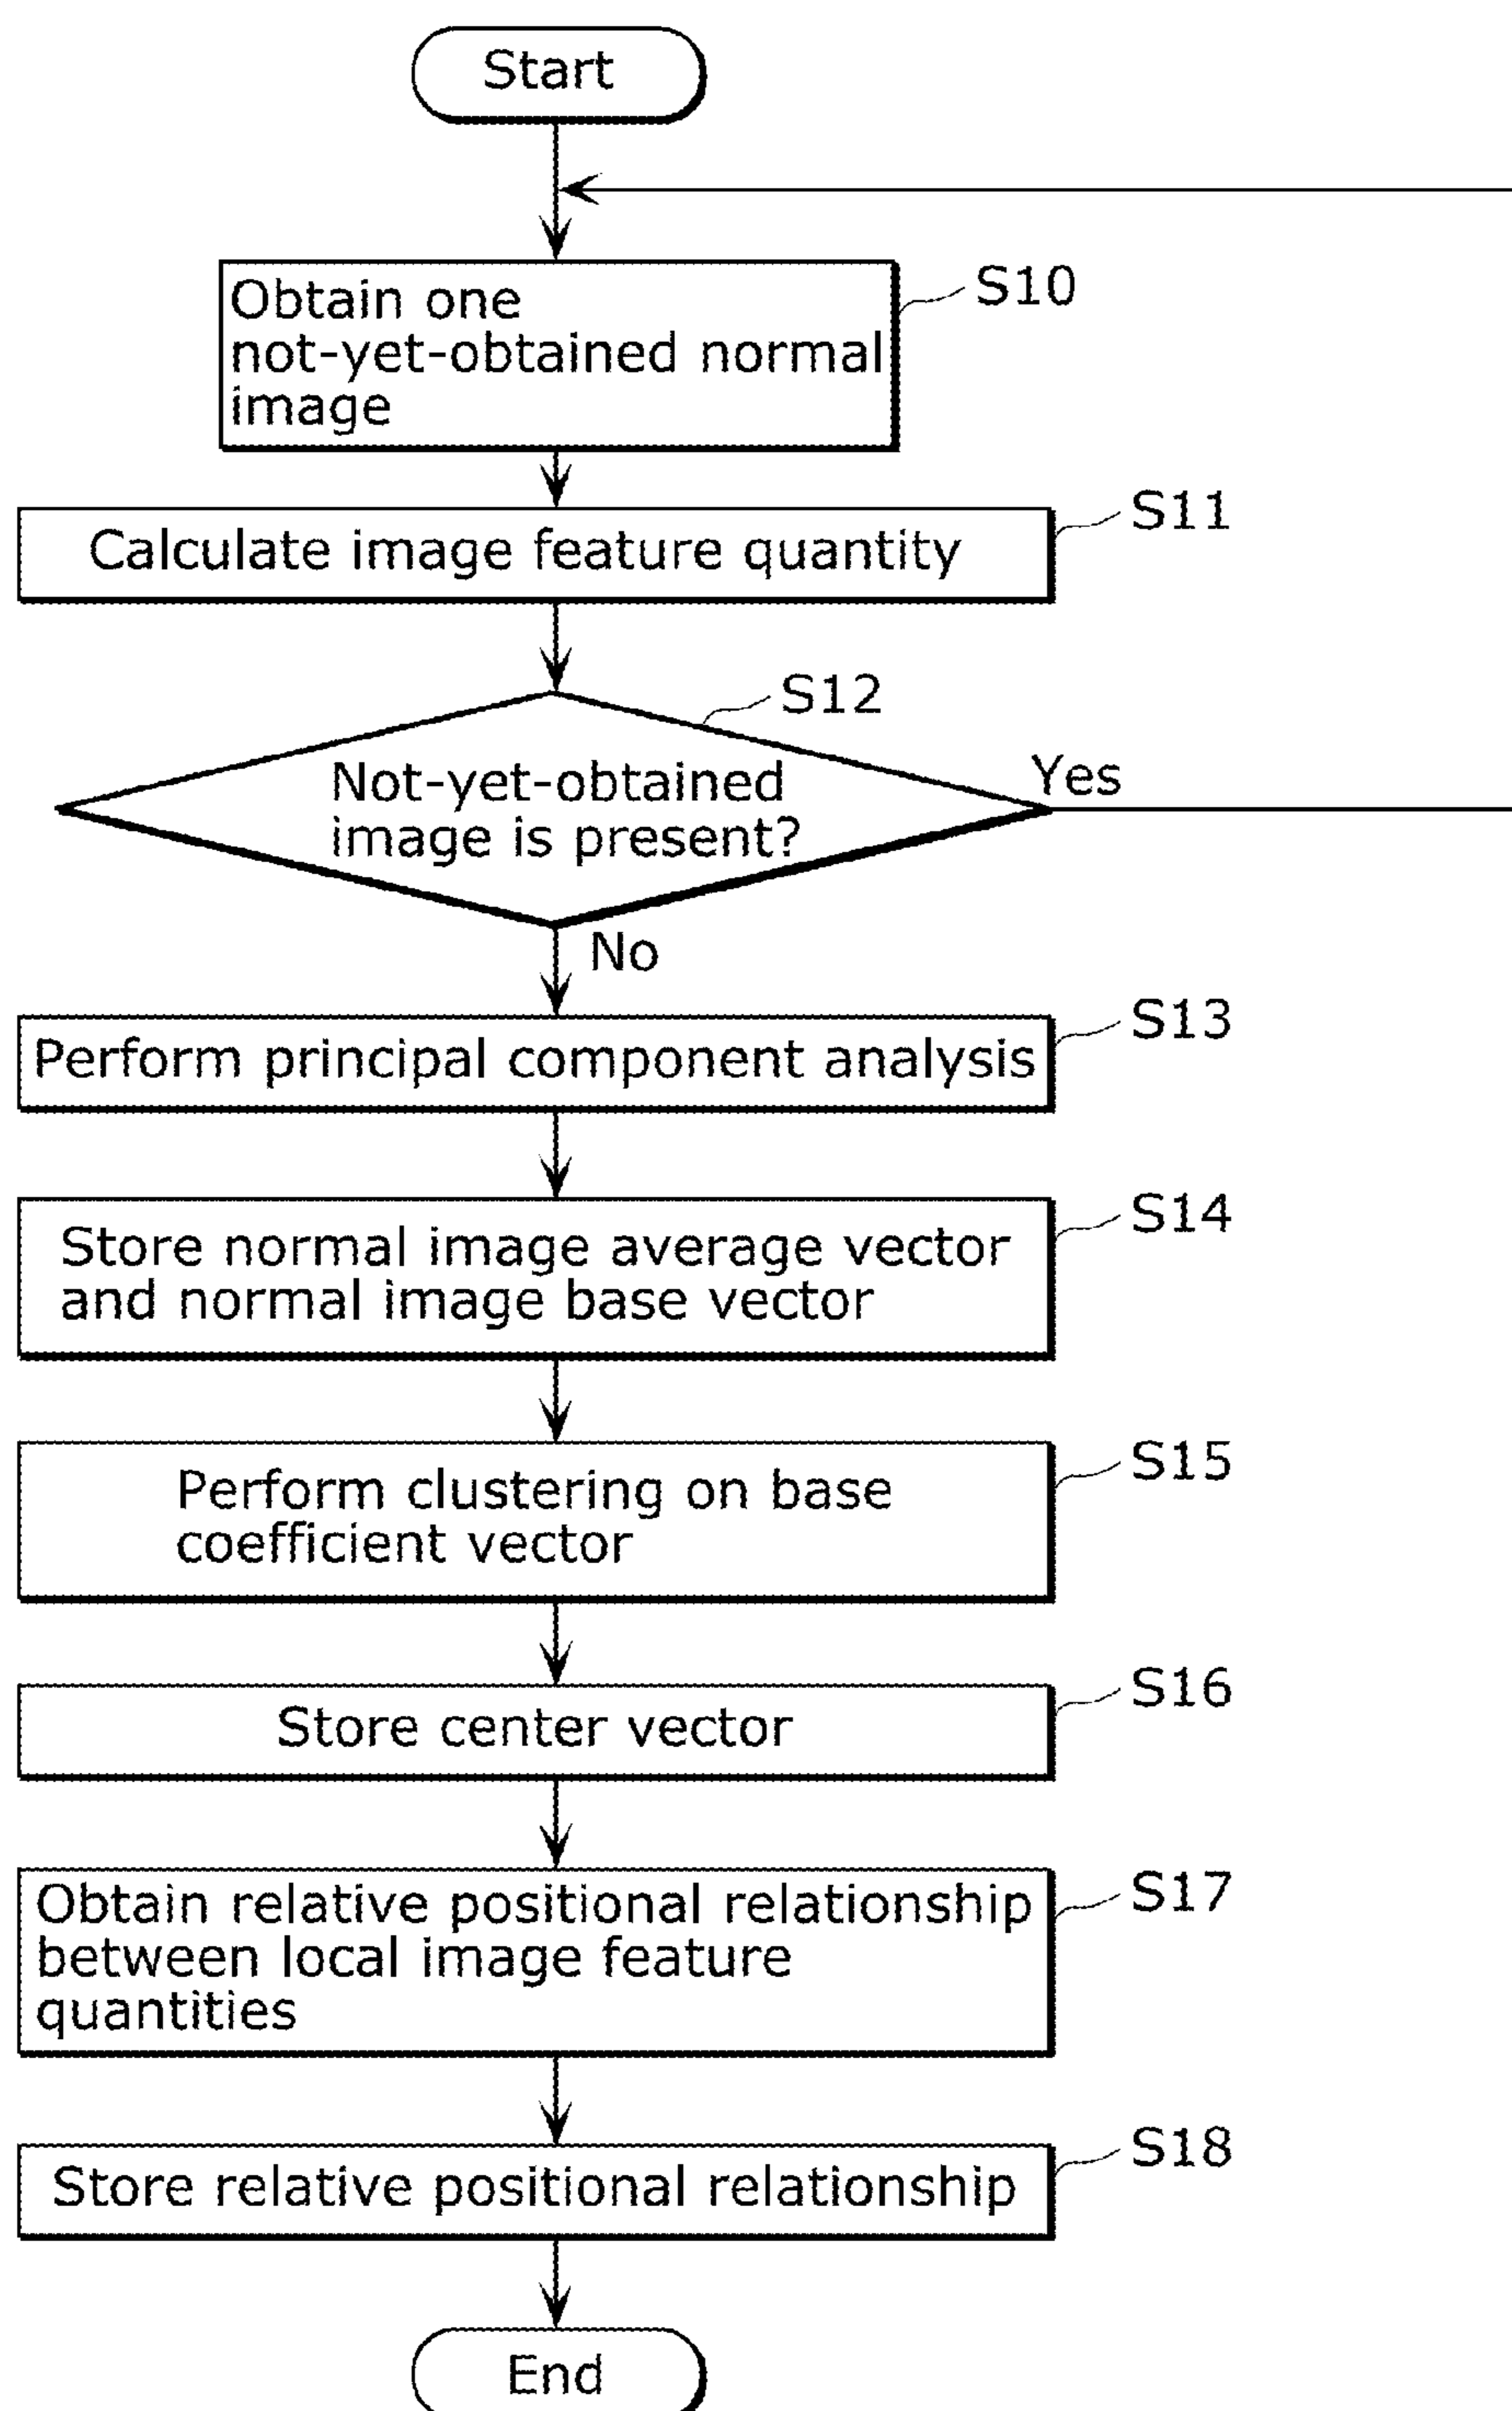 Start
Obtain one
not-yet-obtained normal
image
S10
Calculate image feature quantity
S11
S12
Not-yet-obtained
image is present?
Yes
No
Perform principal component analysis
S13
Store normal image average vector
and normal image base vector
S14
Perform clustering on base
coefficient vector
S15
Store center vector
S16
Obtain relative positional relationship
between local image feature
quantities
S17
Store relative positional relationship
S18
End